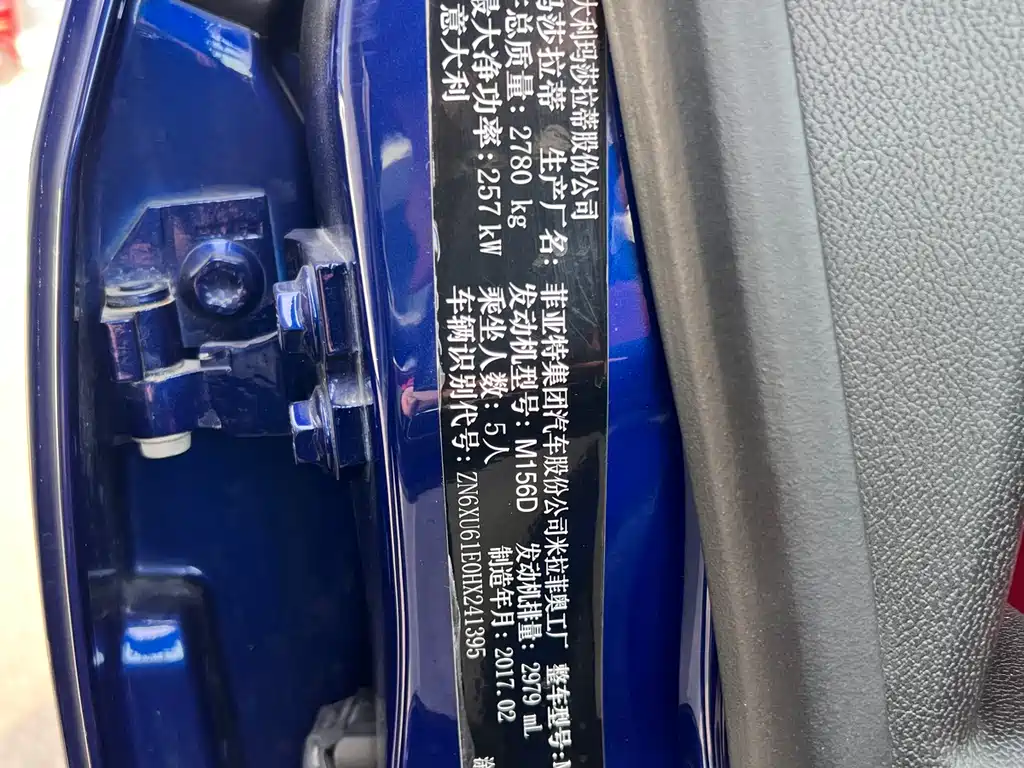 大利玛莎拉蒂股份公司
玛莎拉蒂 生产厂名: 菲亚特集团汽车股份公司米拉菲奥工厂 整车型号:M
总质量: 2780 kg 发动机型号: M156D 发动机排量: 2979 mL
最大净功率:257kW 乘坐人数: 5人 制造年月: 2017.02
意大利 车辆识别代号: ZN6XU61E0HX241395